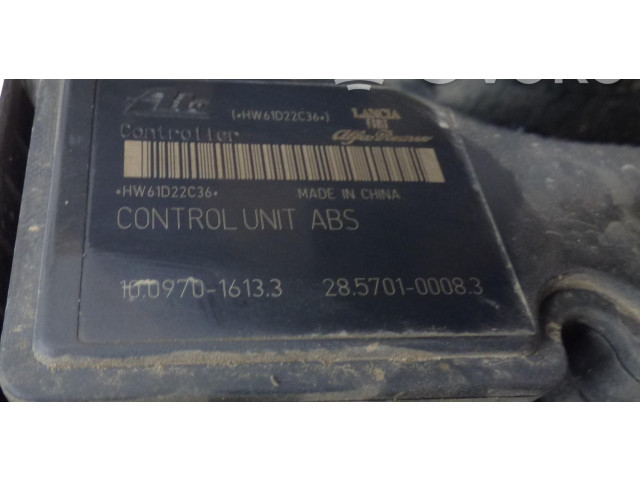 Ate (*HW61D22C36*) LANCIA
FIAT
Controller Alfa Romeo
*HW61D22C36* MADE IN CHINA
CONTROL UNIT ABS
10.0970-1613.3 28.5701-0008.3